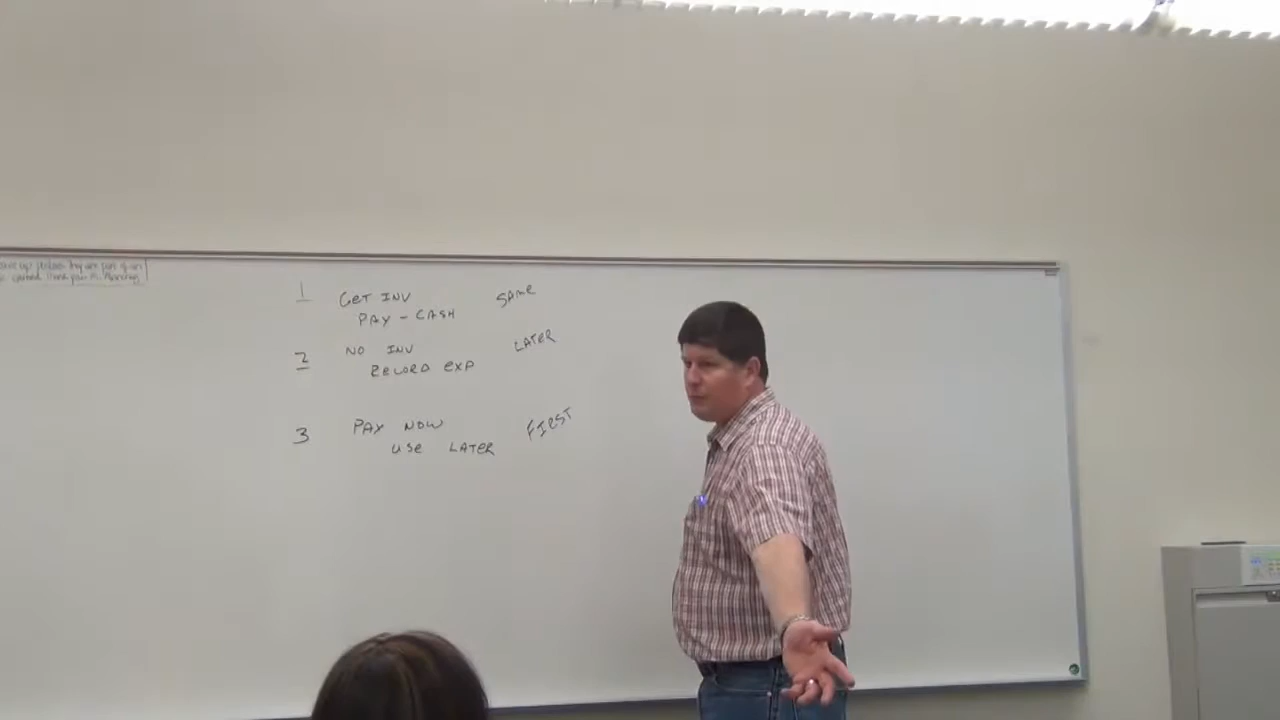 1 GET INV SAME
PAY - CASH
2 NO INV LATER
RECORD EXP
3 PAY NOW FIRST
USE LATER